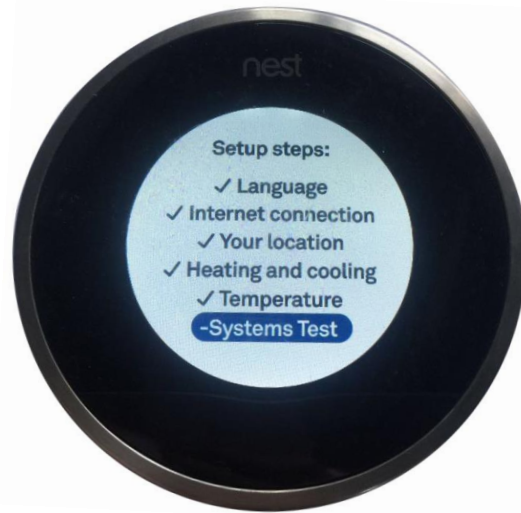 nest
Setup steps:
✓ Language
✓ Internet connection
✓ Your location
✓ Heating and cooling
✓ Temperature
-Systems Test